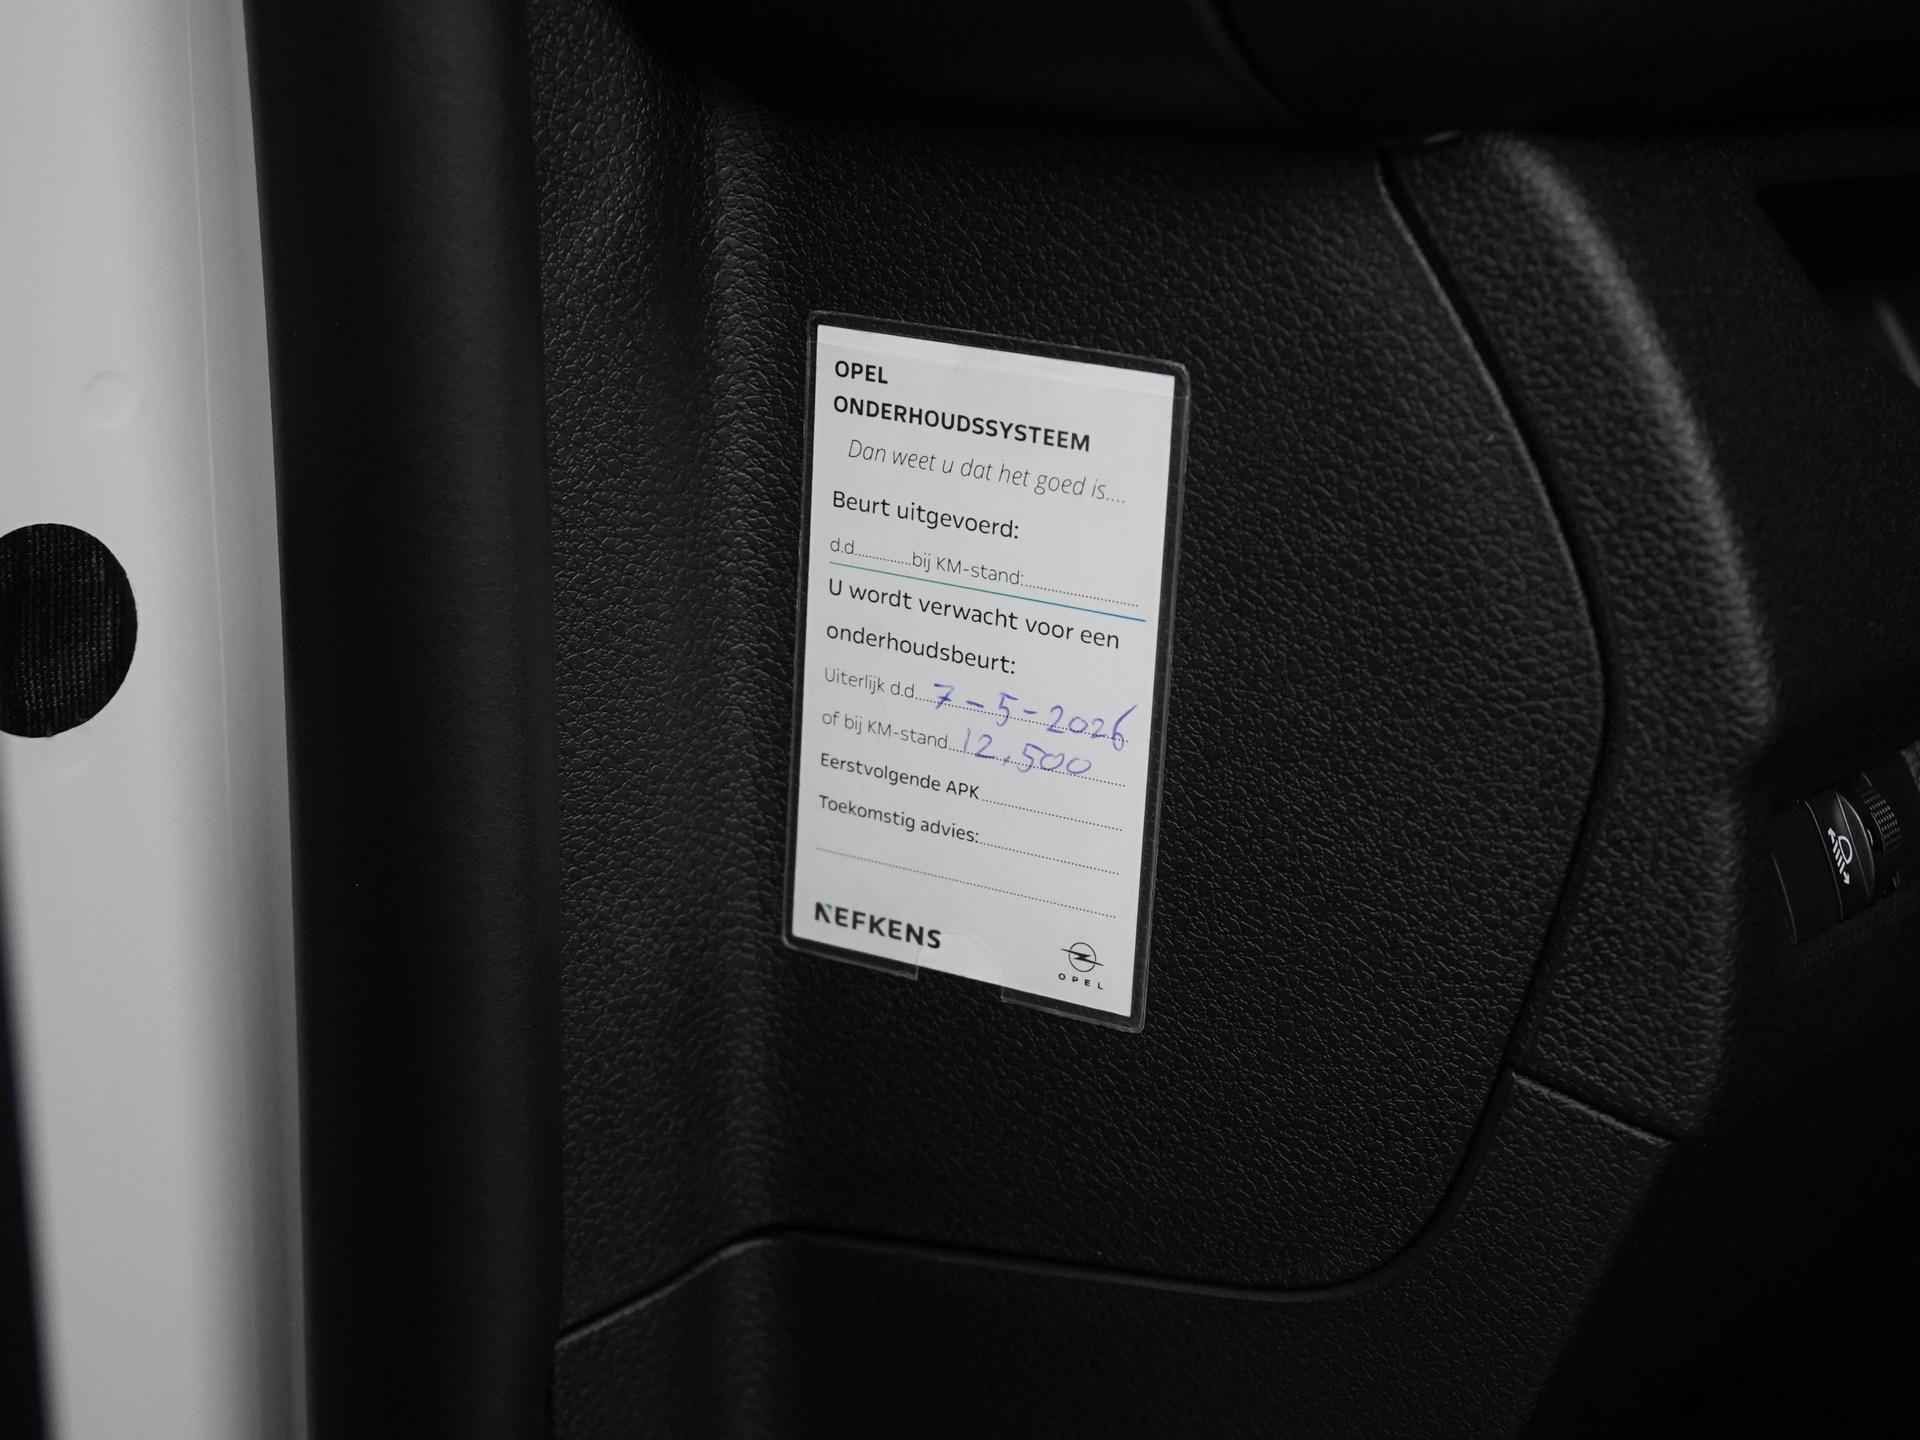 OPEL
ONDERHOUDSSYSTEEM
Dan weet u dat het goed is....
Beurt uitgevoerd:
d.d.............bij KM-stand:..........................
U wordt verwacht voor een
onderhoudsbeurt:
Uiterlijk d.d...7-5-2026
of bij KM-stand...12.500
Eerstvolgende APK................................
Toekomstig advies:................................
NEFKENS
OPEL